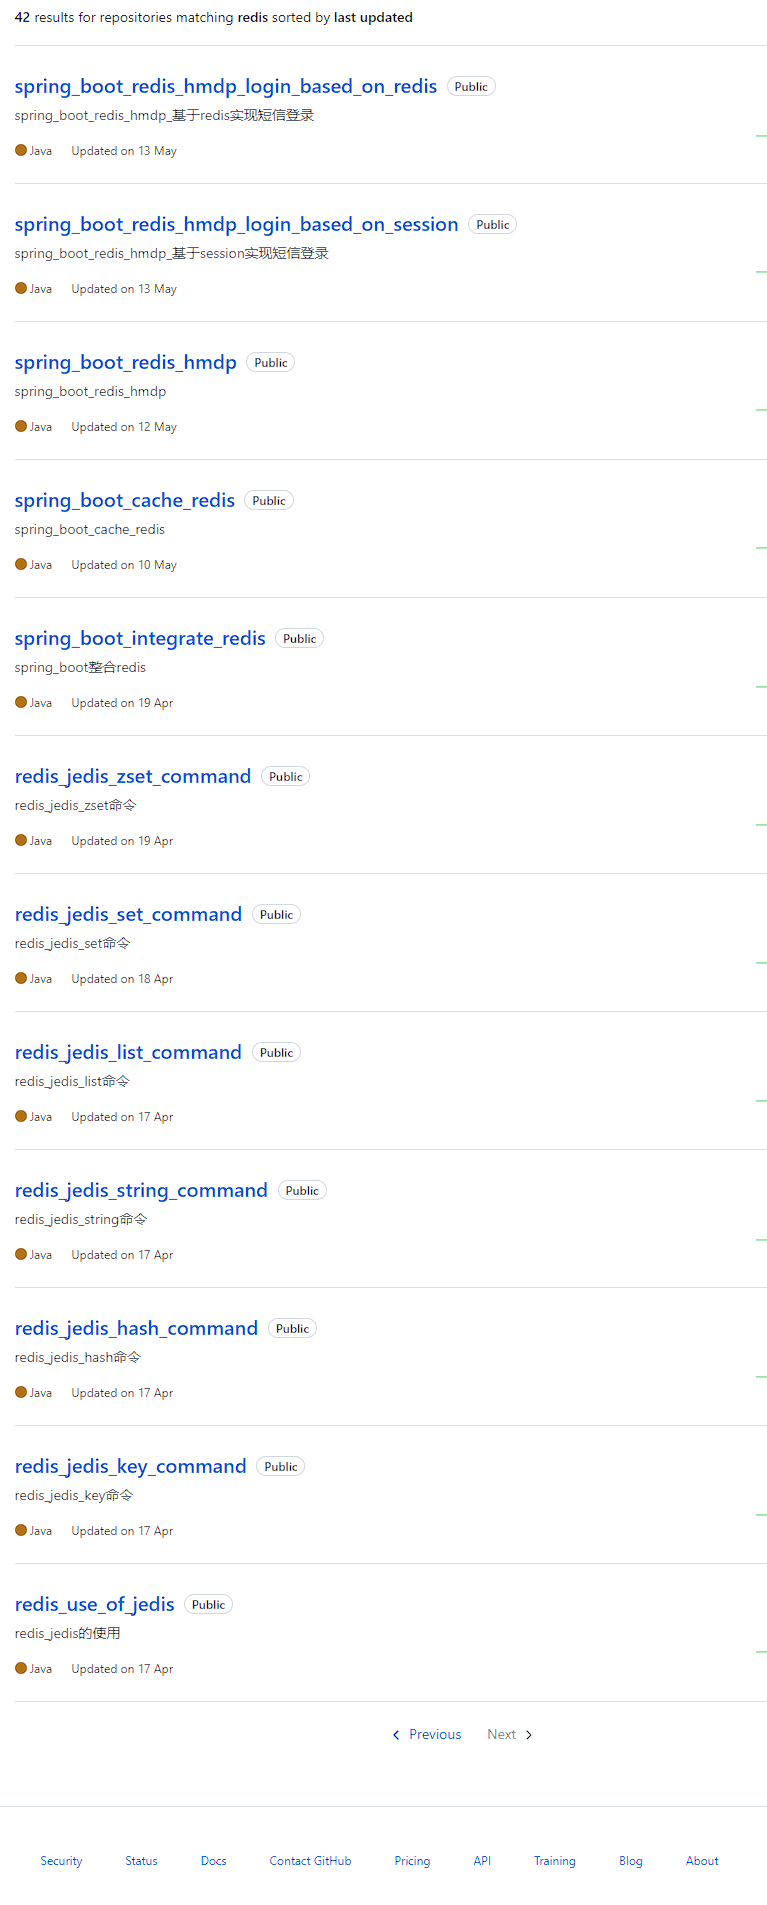 42 results for repositories matching redis sorted by last updated
spring_boot_redis_hmdp_login_based_on_redis Public
spring_boot_redis_hmdp_基于redis实现短信登录
Java Updated on 13 May
spring_boot_redis_hmdp_login_based_on_session Public
spring_boot_redis_hmdp_基于session实现短信登录
Java Updated on 13 May
spring_boot_redis_hmdp Public
spring_boot_redis_hmdp
Java Updated on 12 May
spring_boot_cache_redis Public
spring_boot_cache_redis
Java Updated on 10 May
spring_boot_integrate_redis Public
spring_boot整合redis
Java Updated on 19 Apr
redis_jedis_zset_command Public
redis_jedis_zset命令
Java Updated on 19 Apr
redis_jedis_set_command Public
redis_jedis_set命令
Java Updated on 18 Apr
redis_jedis_list_command Public
redis_jedis_list命令
Java Updated on 17 Apr
redis_jedis_string_command Public
redis_jedis_string命令
Java Updated on 17 Apr
redis_jedis_hash_command Public
redis_jedis_hash命令
Java Updated on 17 Apr
redis_jedis_key_command Public
redis_jedis_key命令
Java Updated on 17 Apr
redis_use_of_jedis Public
redis_jedis的使用
Java Updated on 17 Apr
Previous Next
Security Status Docs Contact GitHub Pricing API Training Blog About